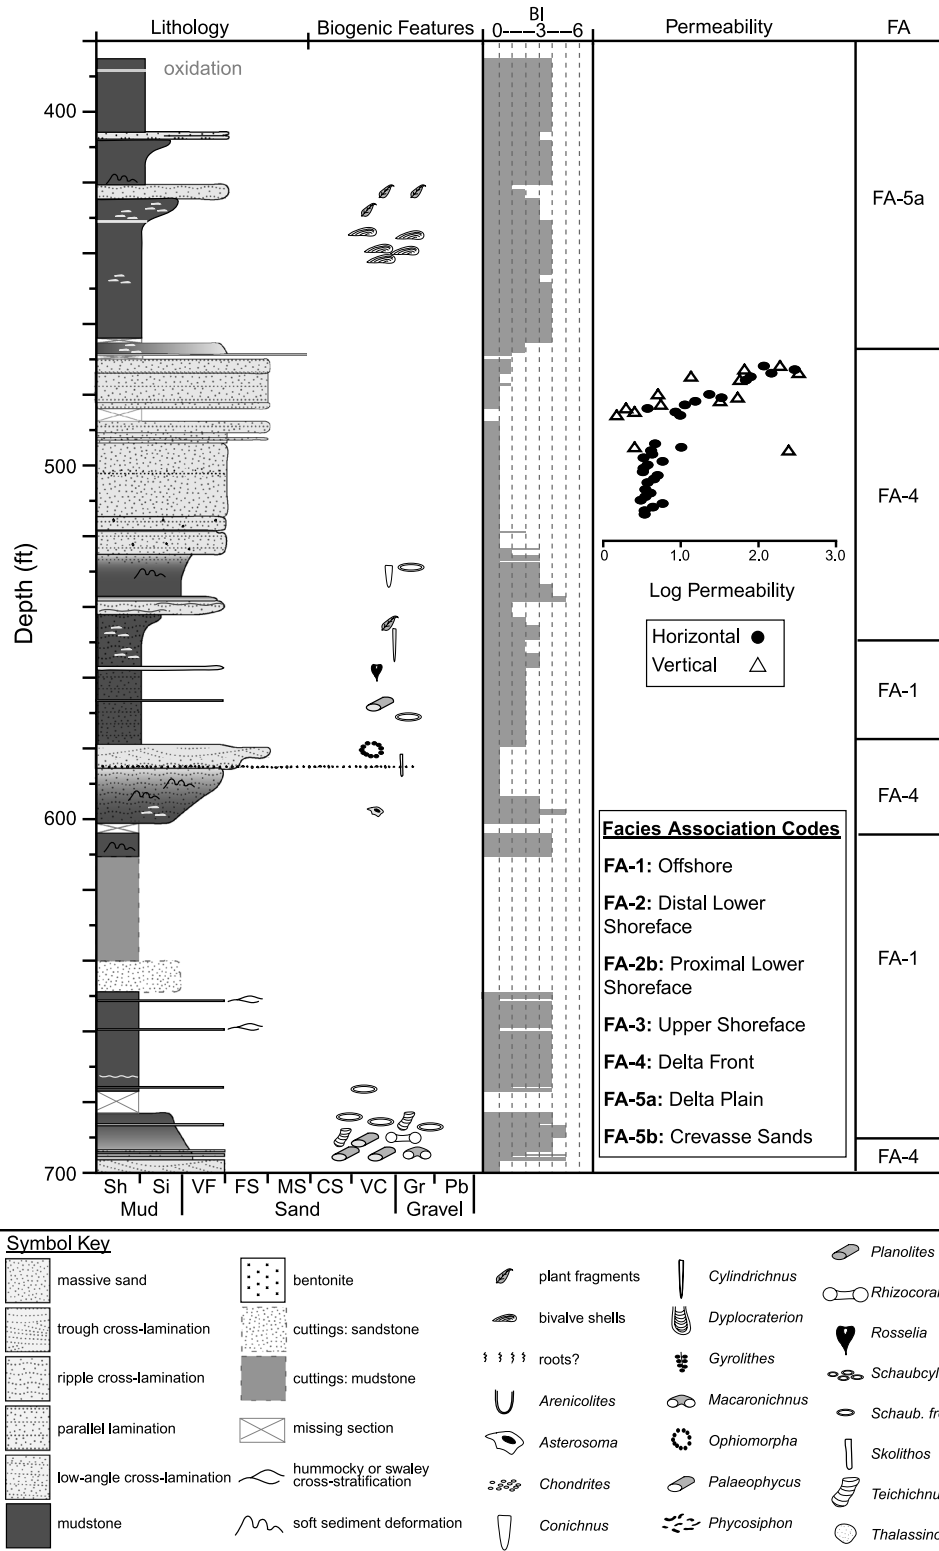 Lithology
Biogenic Features
BI
0---3---6
Permeability
FA
oxidation
400
500
600
700
Depth (ft)
FA-5a
FA-4
FA-1
FA-4
FA-1
FA-4
0 1.0 2.0 3.0
Log Permeability
Horizontal
Vertical
Facies Association Codes
FA-1: Offshore
FA-2: Distal Lower
Shoreface
FA-2b: Proximal Lower
Shoreface
FA-3: Upper Shoreface
FA-4: Delta Front
FA-5a: Delta Plain
FA-5b: Crevasse Sands
Sh Si VF FS MS CS VC Gr Pb
Mud Sand Gravel
Symbol Key
massive sand
trough cross-lamination
ripple cross-lamination
parallel lamination
low-angle cross-lamination
mudstone
bentonite
cuttings: sandstone
cuttings: mudstone
missing section
hummocky or swaley
cross-stratification
soft sediment deformation
plant fragments
bivalve shells
roots?
Arenicolites
Asterosoma
Chondrites
Conichnus
Cylindrichnus
Dyplocraterion
Gyrolithes
Macaronichnus
Ophiomorpha
Palaeophycus
Phycosiphon
Planolites
Rhizocoral
Rosselia
Schaubcyl
Schaub. fr
Skolithos
Teichichnu
Thalassino